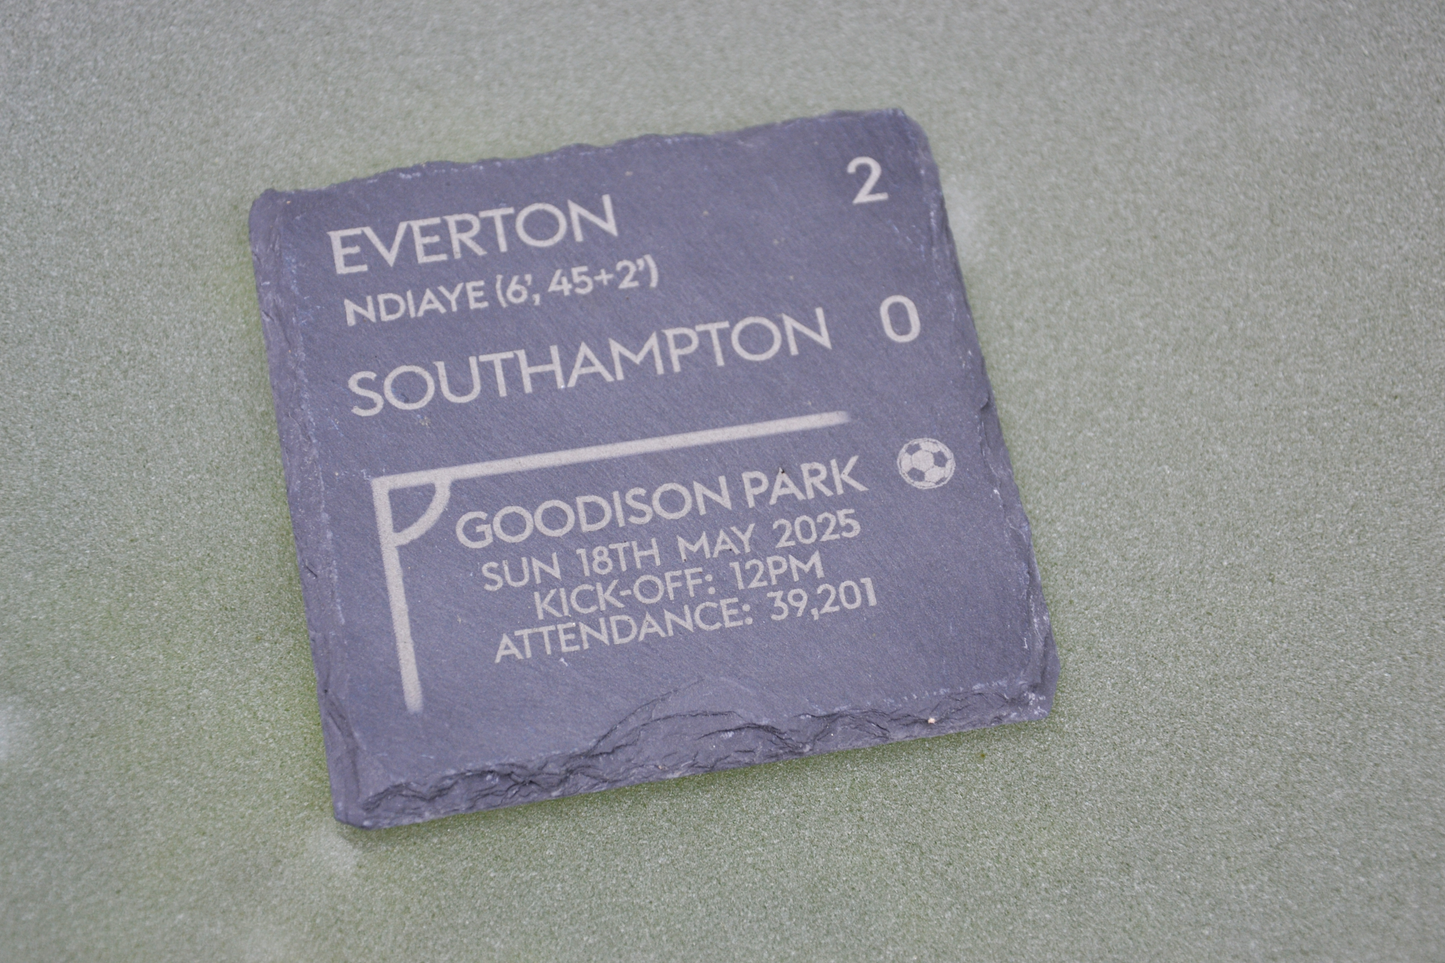 EVERTON 2
NDIAYE (6', 45+2')
SOUTHAMPTON 0
GOODISON PARK
SUN 18TH MAY 2025
KICK-OFF: 12PM
ATTENDANCE: 39,201